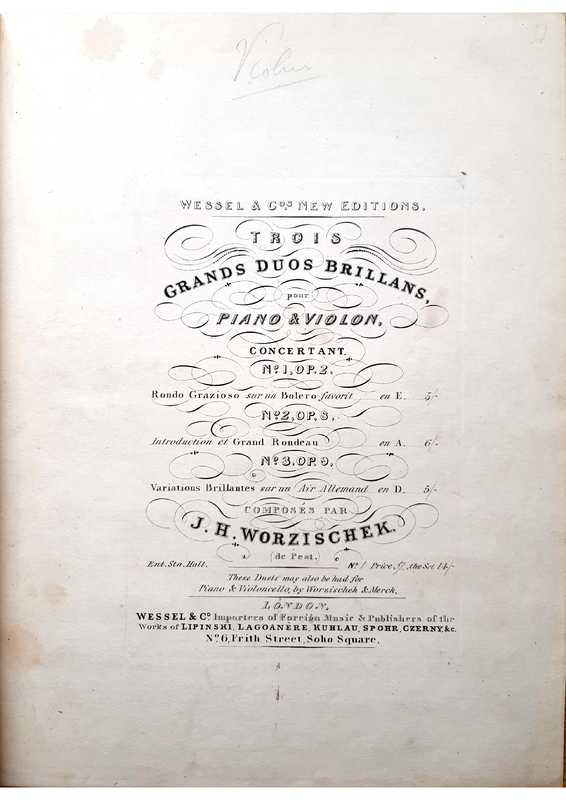 Violin
WESSEL & Co's NEW EDITIONS.
TROIS
GRANDS DUOS BRILLANS,
pour
PIANO & VIOLON,
CONCERTANT.
No 1, OP. 2.
Rondo Grazioso sur un Bolero favorit en E. 5/-
No 2, OP. 8.
Introduction et Grand Rondeau en A. 6/-
No 3, OP. 9.
Variations Brillantes sur un Air Allemand en D. 5/-
COMPOSÉS PAR
J. H. WORZISCHEK.
(de Pest.)
Ent. Sta. Hall. No 1 Price 5/ the Set 14/-
These Duets may also be had for
Piano & Violoncello, by Worzischek & Merck.
LONDON,
WESSEL & Co Importers of Foreign Music & Publishers of the
Works of LIPINSKI, LAGOANÈRE, KUHLAU, SPOHR, CZERNY, &c.
No 6, Frith Street, Soho Square.